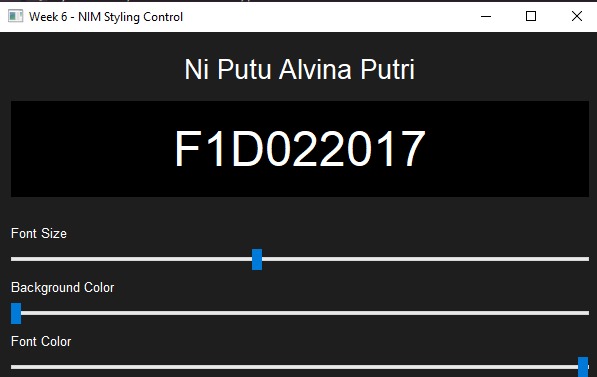 Week 6 - NIM Styling Control
Ni Putu Alvina Putri
F1D022017
Font Size
Background Color
Font Color